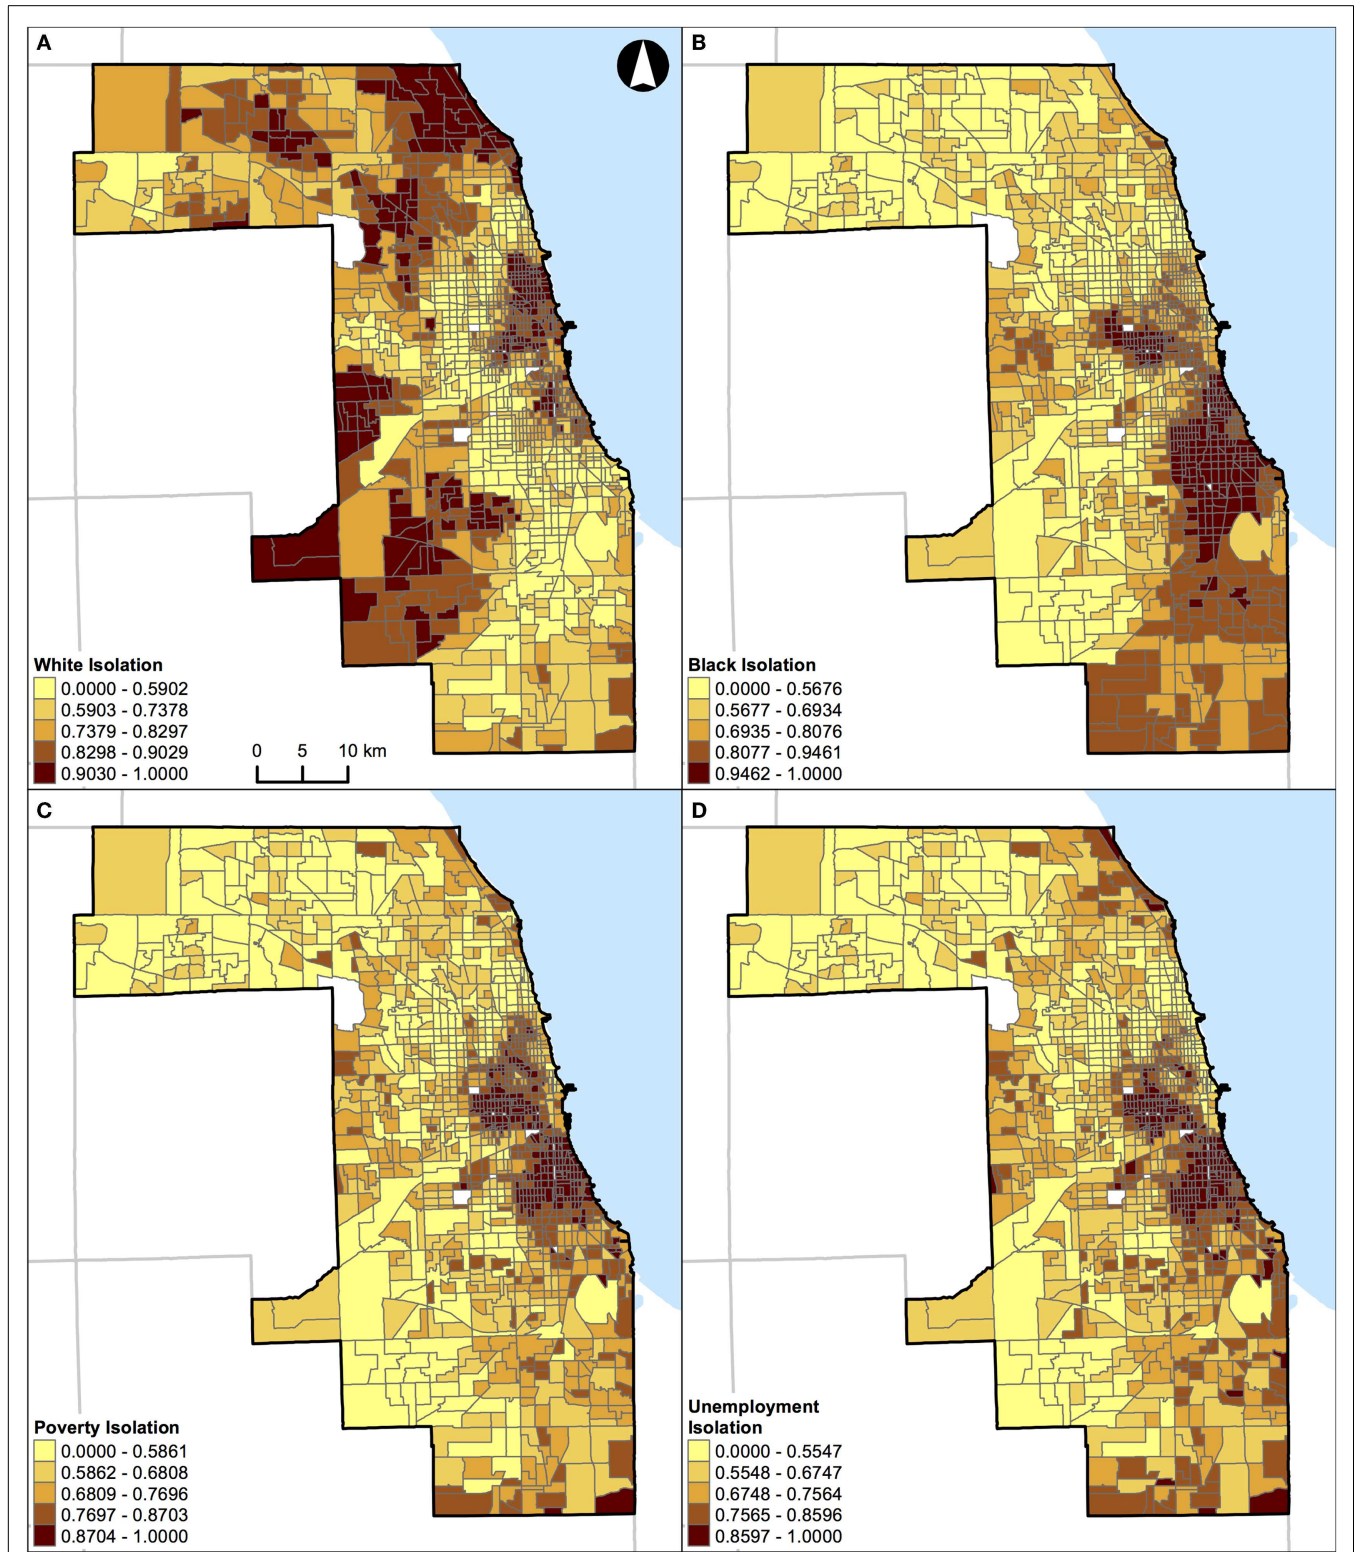 A
B
White Isolation
0.0000 - 0.5902
0.5903 - 0.7378
0.7379 - 0.8297
0.8298 - 0.9029
0.9030 - 1.0000
0 5 10 km
Black Isolation
0.0000 - 0.5676
0.5677 - 0.6934
0.6935 - 0.8076
0.8077 - 0.9461
0.9462 - 1.0000
C
D
Poverty Isolation
0.0000 - 0.5861
0.5862 - 0.6808
0.6809 - 0.7696
0.7697 - 0.8703
0.8704 - 1.0000
Unemployment
Isolation
0.0000 - 0.5547
0.5548 - 0.6747
0.6748 - 0.7564
0.7565 - 0.8596
0.8597 - 1.0000